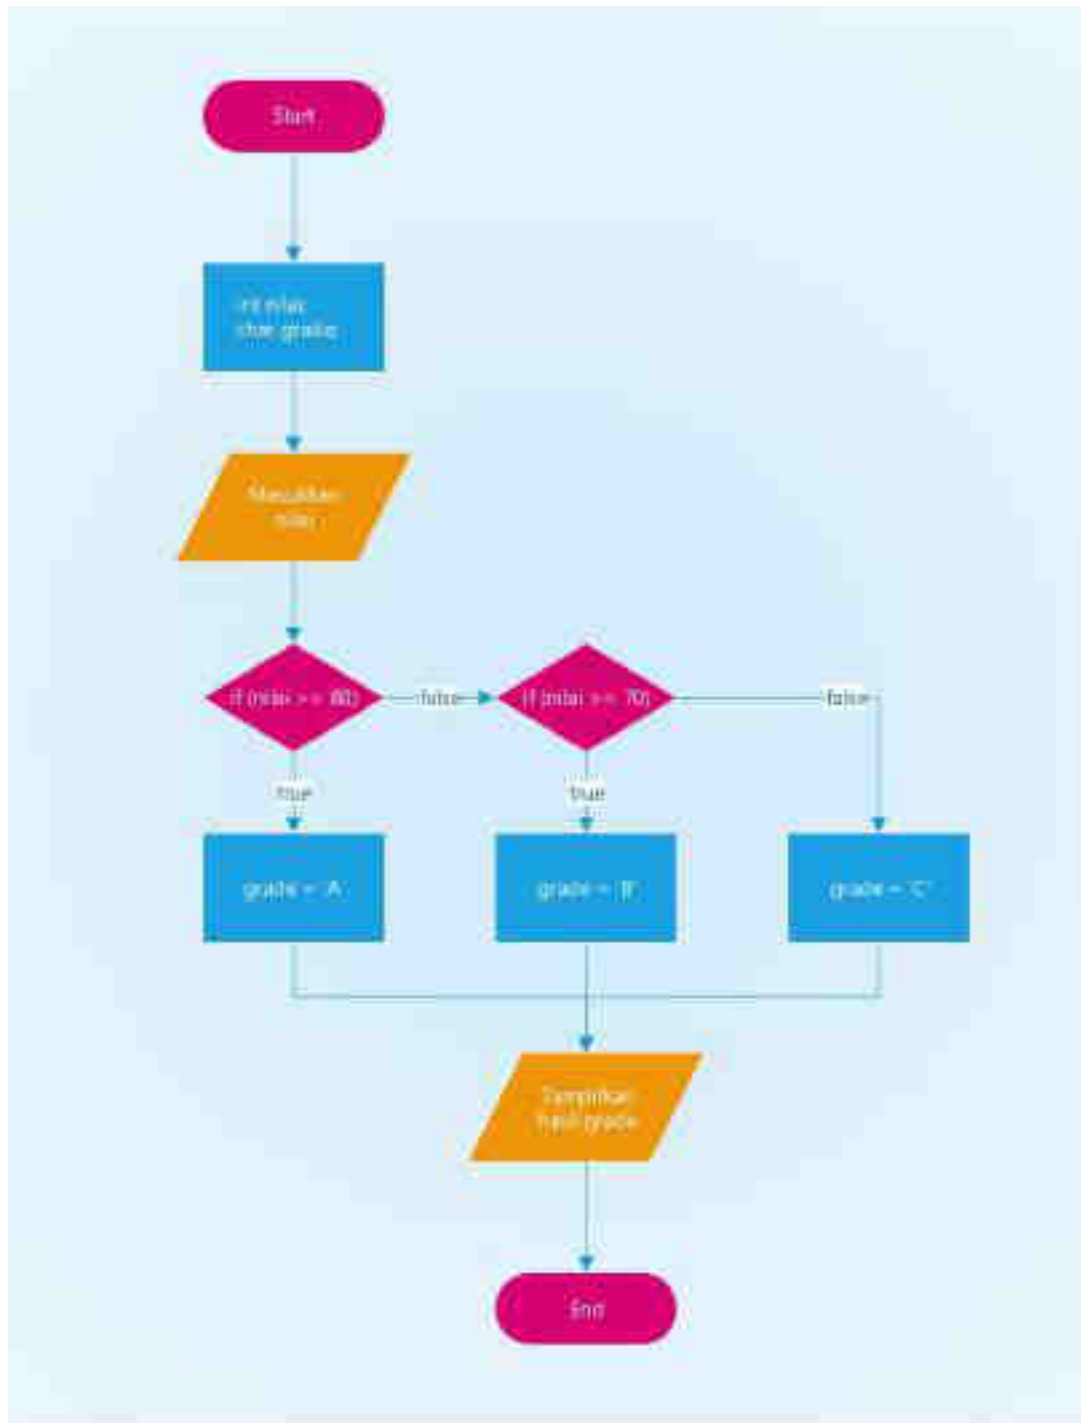 Start
int nilai;
char grade;
Masukkan
nilai
if (nilai >= 80)
false
if (nilai >= 70)
false
true
true
grade = 'A'
grade = 'B'
grade = 'C'
Tampilkan
hasil grade
End